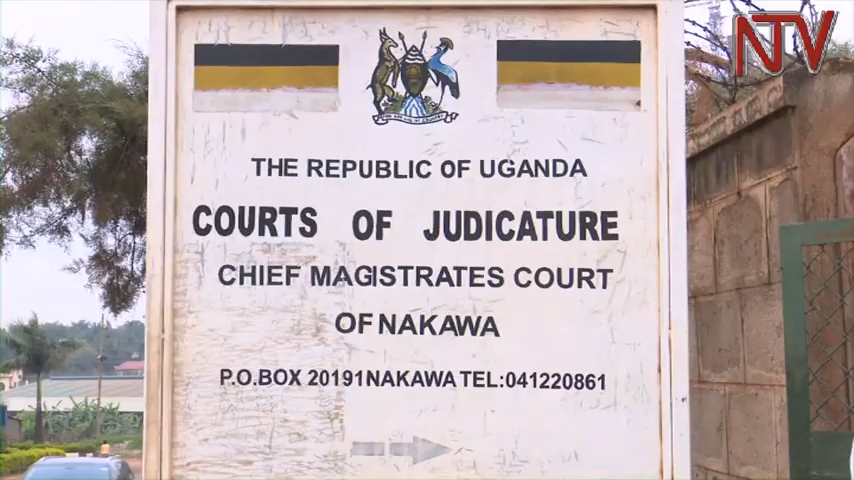 NTV
THE REPUBLIC OF UGANDA
COURTS OF JUDICATURE
CHIEF MAGISTRATES COURT
OF NAKAWA
P.O.BOX 20191NAKAWA TEL:041220861